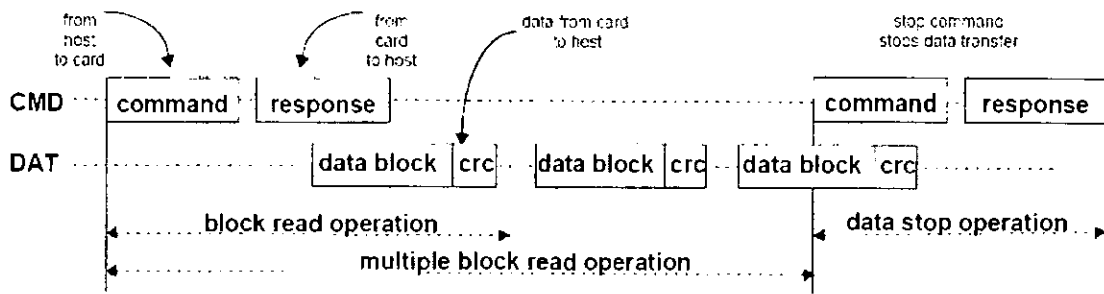 from
host
to card
from
card
to host
data from card
to host
stop command
stops data transfer
CMD command response command response
DAT data block crc data block crc data block crc
block read operation data stop operation
multiple block read operation